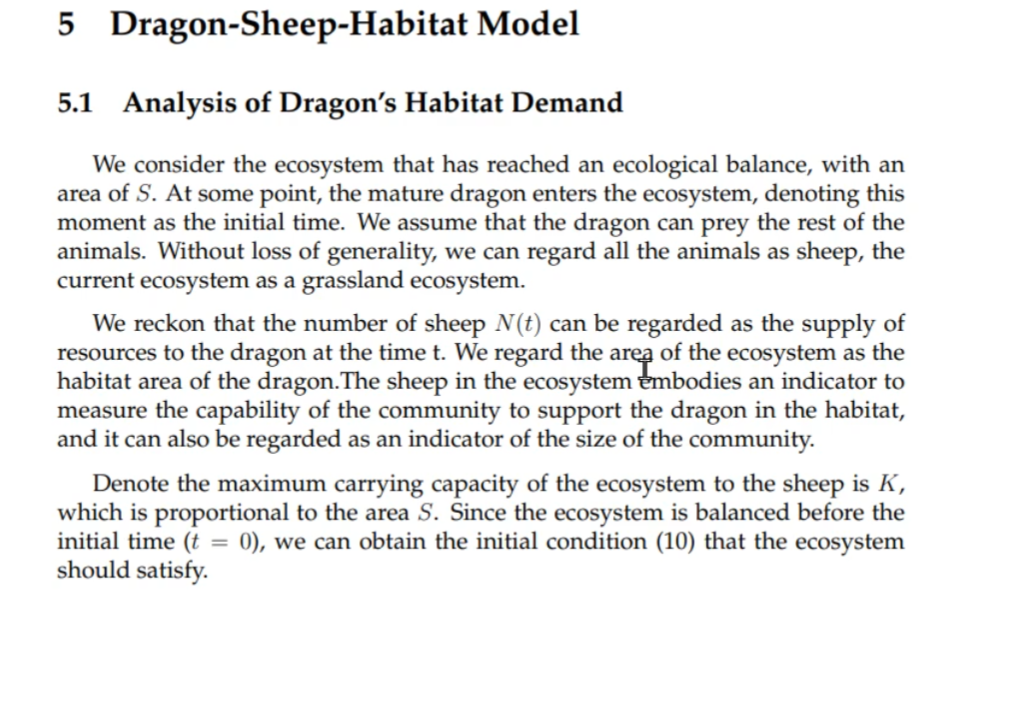 5 Dragon-Sheep-Habitat Model
5.1 Analysis of Dragon's Habitat Demand
We consider the ecosystem that has reached an ecological balance, with an
area of S. At some point, the mature dragon enters the ecosystem, denoting this
moment as the initial time. We assume that the dragon can prey the rest of the
animals. Without loss of generality, we can regard all the animals as sheep, the
current ecosystem as a grassland ecosystem.
We reckon that the number of sheep N(t) can be regarded as the supply of
resources to the dragon at the time t. We regard the area of the ecosystem as the
habitat area of the dragon.The sheep in the ecosystem embodies an indicator to
measure the capability of the community to support the dragon in the habitat,
and it can also be regarded as an indicator of the size of the community.
Denote the maximum carrying capacity of the ecosystem to the sheep is K,
which is proportional to the area S. Since the ecosystem is balanced before the
initial time (t = 0), we can obtain the initial condition (10) that the ecosystem
should satisfy.